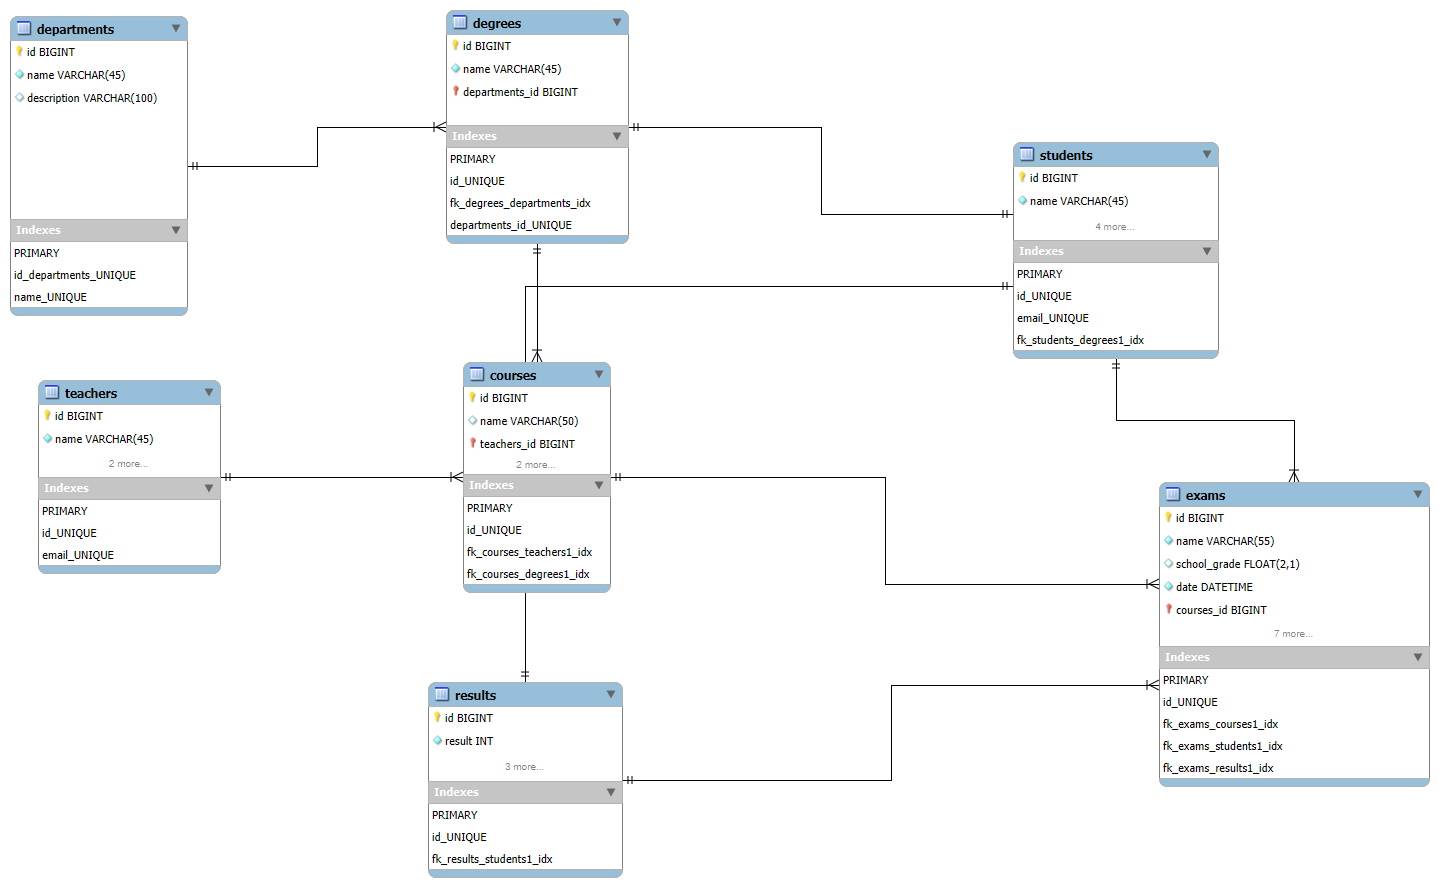 departments
id BIGINT
name VARCHAR(45)
description VARCHAR(100)
Indexes
PRIMARY
id_departments_UNIQUE
name_UNIQUE
degrees
id BIGINT
name VARCHAR(45)
departments_id BIGINT
Indexes
PRIMARY
id_UNIQUE
fk_degrees_departments_idx
departments_id_UNIQUE
students
id BIGINT
name VARCHAR(45)
4 more...
Indexes
PRIMARY
id_UNIQUE
email_UNIQUE
fk_students_degrees1_idx
teachers
id BIGINT
name VARCHAR(45)
2 more...
Indexes
PRIMARY
id_UNIQUE
email_UNIQUE
courses
id BIGINT
name VARCHAR(50)
teachers_id BIGINT
2 more...
Indexes
PRIMARY
id_UNIQUE
fk_courses_teachers1_idx
fk_courses_degrees1_idx
exams
id BIGINT
name VARCHAR(55)
school_grade FLOAT(2,1)
date DATETIME
courses_id BIGINT
7 more...
Indexes
PRIMARY
id_UNIQUE
fk_exams_courses1_idx
fk_exams_students1_idx
fk_exams_results1_idx
results
id BIGINT
result INT
3 more...
Indexes
PRIMARY
id_UNIQUE
fk_results_students1_idx